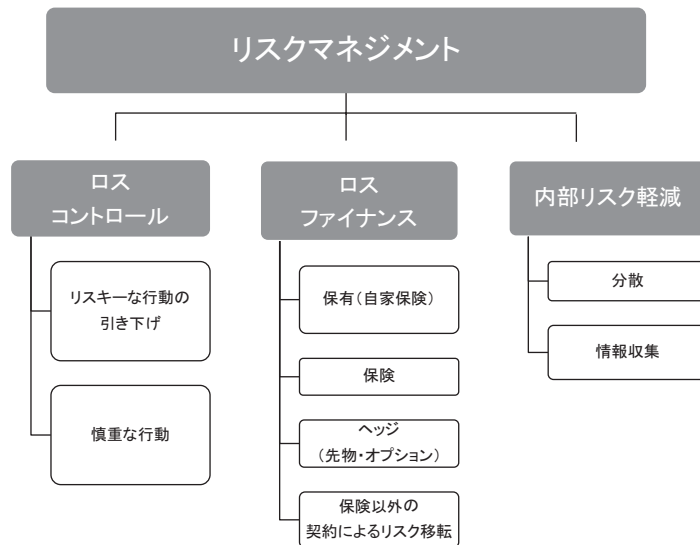 リスクマネジメント
ロス
コントロール
リスキーな行動の
引き下げ
慎重な行動
ロス
ファイナンス
保有(自家保険)
保険
ヘッジ
(先物・オプション)
保険以外の
契約によるリスク移転
内部リスク軽減
分散
情報収集